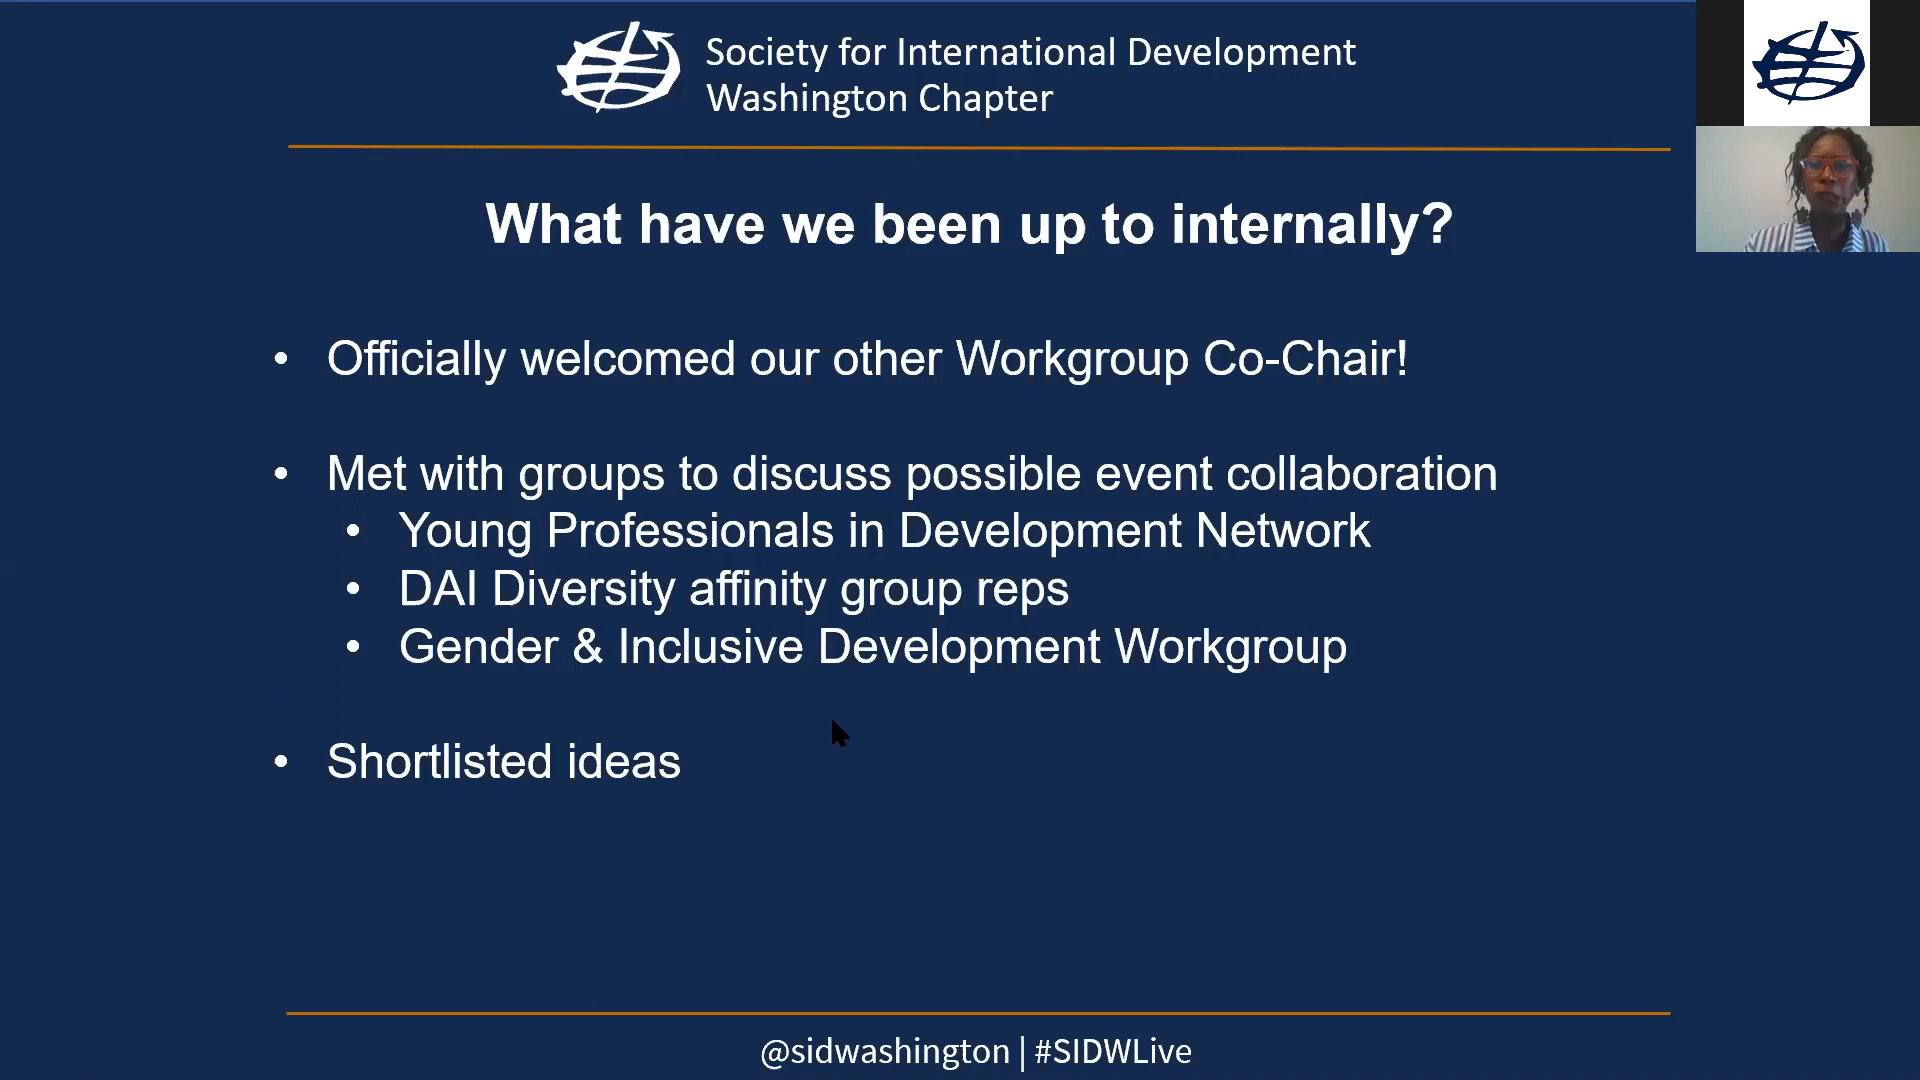 Society for International Development
Washington Chapter
What have we been up to internally?
• Officially welcomed our other Workgroup Co-Chair!
• Met with groups to discuss possible event collaboration
• Young Professionals in Development Network
• DAI Diversity affinity group reps
• Gender & Inclusive Development Workgroup
• Shortlisted ideas
@sidwashington | #SIDWLive